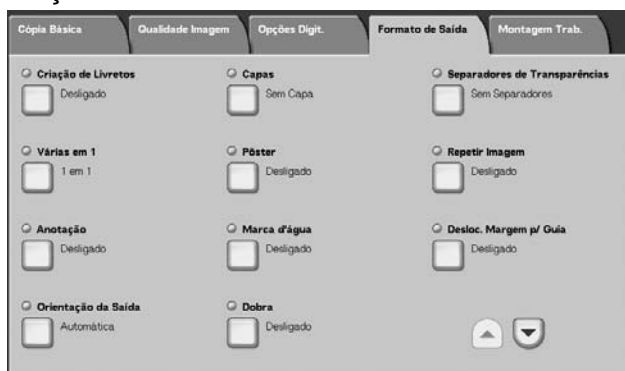 Cópia Básica
Qualidade Imagem
Opções Digit.
Formato de Saída
Montagem Trab.
Criação de Livretos
Desligado
Capas
Sem Capa
Separadores de Transparências
Sem Separadores
Várias em 1
1 em 1
Pôster
Desligado
Repetir Imagem
Desligado
Anotação
Desligado
Marca d'água
Desligado
Desloc. Margem p/ Guia
Desligado
Orientação da Saída
Automática
Dobra
Desligado